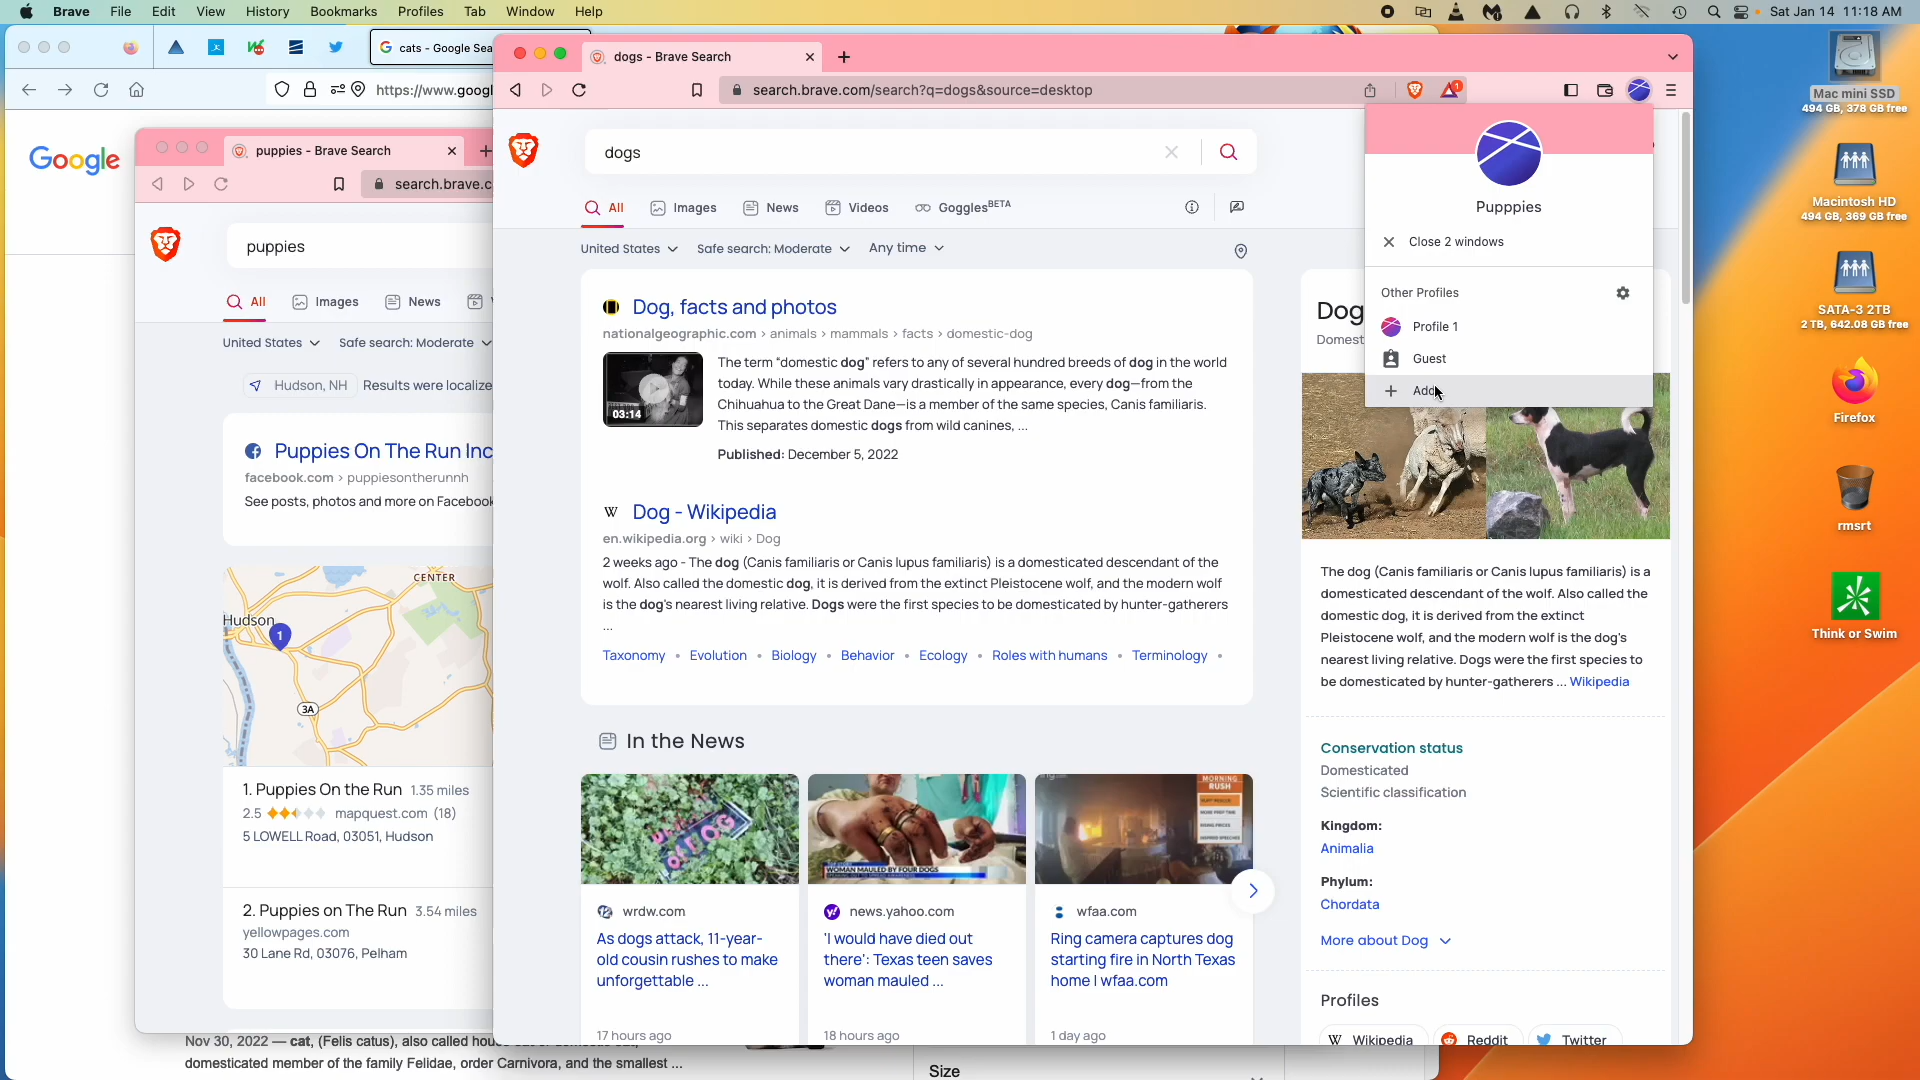 Brave File Edit View History Bookmarks Profiles Tab Window Help
Sat Jan 14 11:18 AM
cats - Google Sea
https://www.googl
Google
puppies - Brave Search
search.brave.c
puppies
All Images News
United States Safe search: Moderate
Hudson, NH Results were localize
Puppies On The Run Inc
facebook.com › puppiesontherunnh
See posts, photos and more on Facebook
CENTER
Hudson
1
3A
1. Puppies On the Run 1.35 miles
2.5 mapquest.com (18)
5 LOWELL Road, 03051, Hudson
2. Puppies on The Run 3.54 miles
yellowpages.com
30 Lane Rd, 03076, Pelham
Nov 30, 2022 — cat, (Felis catus), also called
domesticated member of the family Felidae, order Carnivora, and the smallest ...
Size
dogs - Brave Search
search.brave.com/search?q=dogs&source=desktop
1
dogs
All Images News Videos Goggles BETA
United States Safe search: Moderate Any time
Dog, facts and photos
nationalgeographic.com › animals › mammals › facts › domestic-dog
03:14
The term “domestic dog” refers to any of several hundred breeds of dog in the world
today. While these animals vary drastically in appearance, every dog—from the
Chihuahua to the Great Dane—is a member of the same species, Canis familiaris.
This separates domestic dogs from wild canines, ...
Published: December 5, 2022
W Dog - Wikipedia
en.wikipedia.org › wiki › Dog
2 weeks ago - The dog (Canis familiaris or Canis lupus familiaris) is a domesticated descendant of the
wolf. Also called the domestic dog, it is derived from the extinct Pleistocene wolf, and the modern wolf
is the dog's nearest living relative. Dogs were the first species to be domesticated by hunter-gatherers
...
Taxonomy • Evolution • Biology • Behavior • Ecology • Roles with humans • Terminology •
In the News
WOMAN MAULED BY FOUR DOGS
MORNING
RUSH
wrdw.com
As dogs attack, 11-year-
old cousin rushes to make
unforgettable ...
17 hours ago
news.yahoo.com
'I would have died out
there': Texas teen saves
woman mauled ...
18 hours ago
wfaa.com
Ring camera captures dog
starting fire in North Texas
home | wfaa.com
1 day ago
Pupppies
Close 2 windows
Other Profiles
Profile 1
Guest
Add
Dog
Domest
The dog (Canis familiaris or Canis lupus familiaris) is a
domesticated descendant of the wolf. Also called the
domestic dog, it is derived from the extinct
Pleistocene wolf, and the modern wolf is the dog's
nearest living relative. Dogs were the first species to
be domesticated by hunter-gatherers ... Wikipedia
Conservation status
Domesticated
Scientific classification
Kingdom:
Animalia
Phylum:
Chordata
More about Dog
Profiles
W Wikipedia Reddit Twitter
Mac mini SSD
494 GB, 378 GB free
Macintosh HD
494 GB, 369 GB free
SATA-3 2TB
2 TB, 642.08 GB free
Firefox
rmsrt
Think or Swim